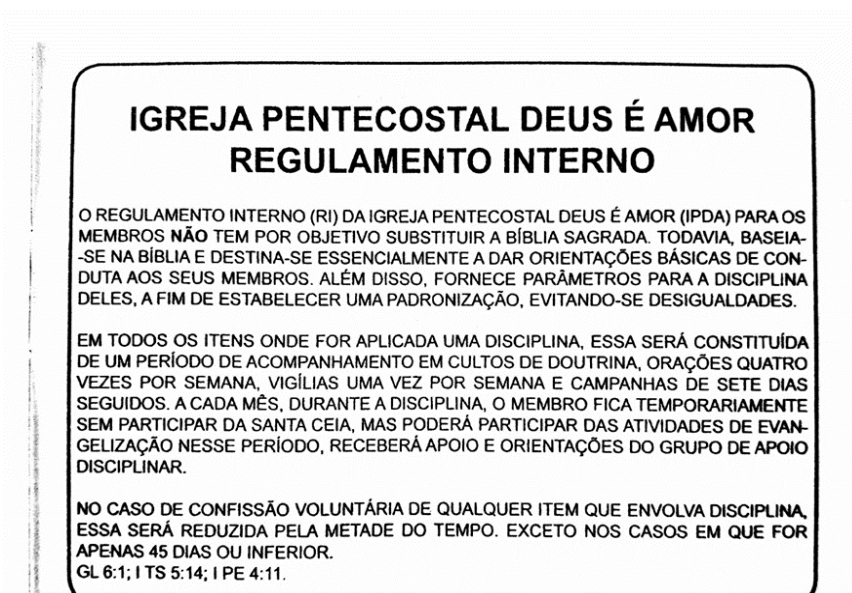 IGREJA PENTECOSTAL DEUS É AMOR
REGULAMENTO INTERNO
O REGULAMENTO INTERNO (RI) DA IGREJA PENTECOSTAL DEUS É AMOR (IPDA) PARA OS
MEMBROS NÃO TEM POR OBJETIVO SUBSTITUIR A BÍBLIA SAGRADA. TODAVIA, BASEIA-
-SE NA BÍBLIA E DESTINA-SE ESSENCIALMENTE A DAR ORIENTAÇÕES BÁSICAS DE CON-
DUTA AOS SEUS MEMBROS. ALÉM DISSO, FORNECE PARÂMETROS PARA A DISCIPLINA
DELES, A FIM DE ESTABELECER UMA PADRONIZAÇÃO, EVITANDO-SE DESIGUALDADES.
EM TODOS OS ITENS ONDE FOR APLICADA UMA DISCIPLINA, ESSA SERÁ CONSTITUÍDA
DE UM PERÍODO DE ACOMPANHAMENTO EM CULTOS DE DOUTRINA, ORAÇÕES QUATRO
VEZES POR SEMANA, VIGÍLIAS UMA VEZ POR SEMANA E CAMPANHAS DE SETE DIAS
SEGUIDOS. A CADA MÊS, DURANTE A DISCIPLINA, O MEMBRO FICA TEMPORARIAMENTE
SEM PARTICIPAR DA SANTA CEIA, MAS PODERÁ PARTICIPAR DAS ATIVIDADES DE EVAN-
GELIZAÇÃO NESSE PERÍODO, RECEBERÁ APOIO E ORIENTAÇÕES DO GRUPO DE APOIO
DISCIPLINAR.
NO CASO DE CONFISSÃO VOLUNTÁRIA DE QUALQUER ITEM QUE ENVOLVA DISCIPLINA,
ESSA SERÁ REDUZIDA PELA METADE DO TEMPO. EXCETO NOS CASOS EM QUE FOR
APENAS 45 DIAS OU INFERIOR.
GL 6:1; I TS 5:14; I PE 4:11.